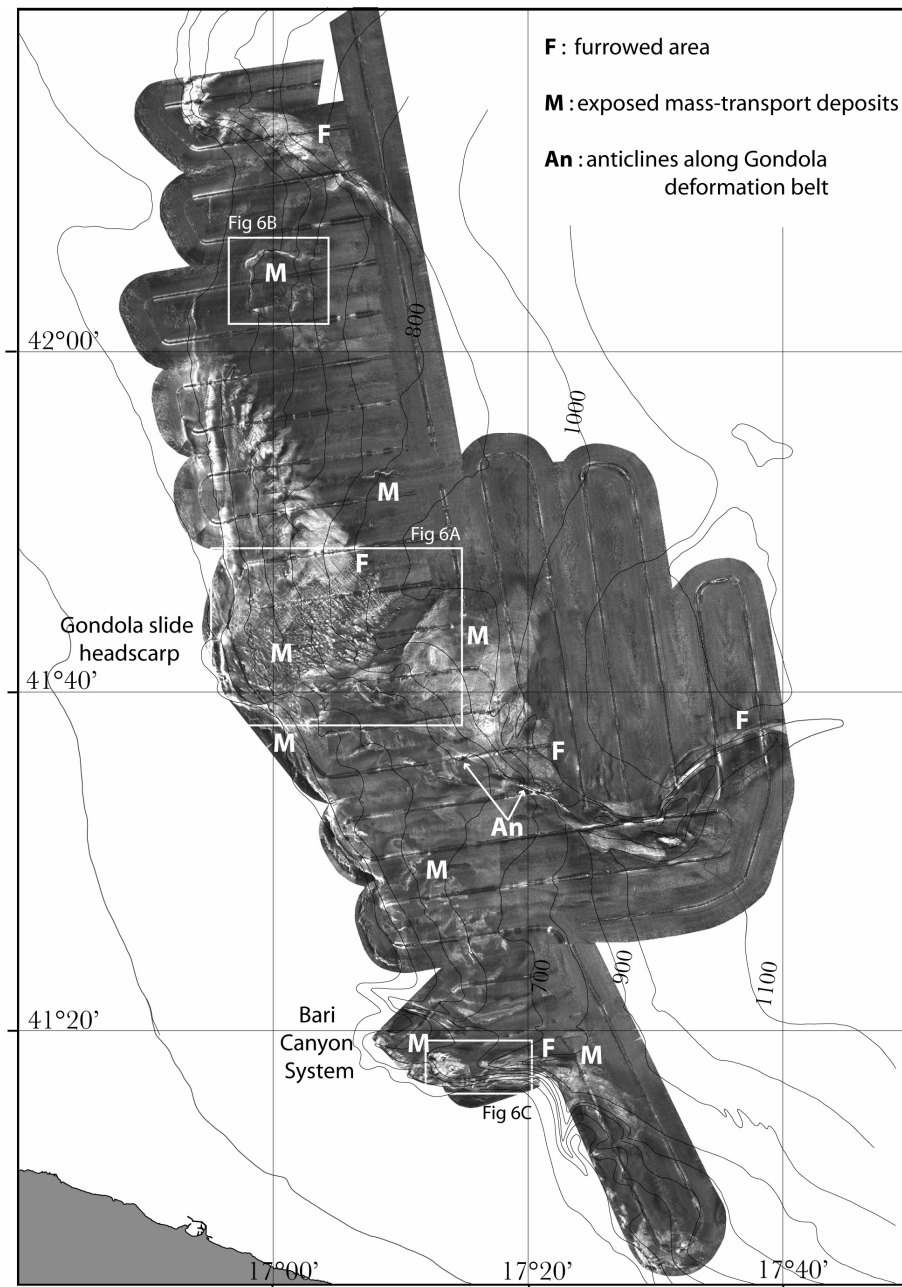 F : furrowed area
M : exposed mass-transport deposits
An : anticlines along Gondola
deformation belt
F
Fig 6B
M
800
42°00'
1000
M
Fig 6A
F
M
Gondola slide
headscarp
M
41°40'
F
M
F
An
M
700
900
1100
41°20'
Bari
Canyon
System
M
F
M
Fig 6C
17°00'
17°20'
17°40'